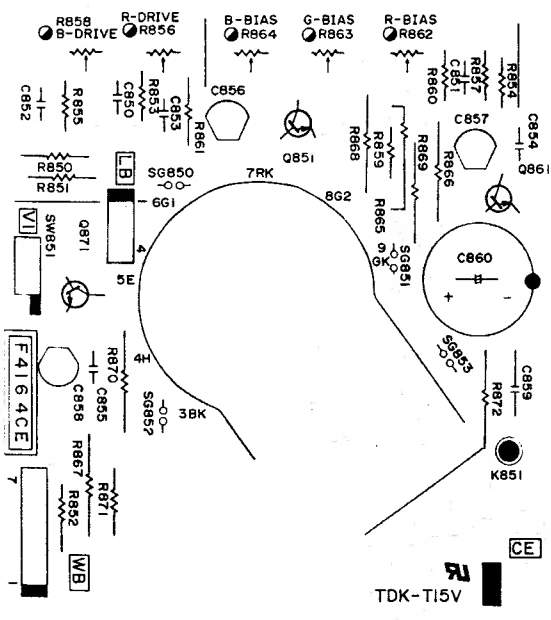 R858
B-DRIVE
R-DRIVE
R856
B-BIAS
R864
G-BIAS
R863
R-BIAS
R862
C852
R855
C850
R853
C853
R861
C856
Q851
R868
R859
R869
R865
R860
C851
R857
R854
C857
R866
C854
Q861
R850
R851
LB
SG850
6G1
7RK
8G2
VI
SW851
Q871
4
5E
9
GK
SG851
C860
+
-
F4164CE
C858
C855
R870
4H
SG852
3BK
SG853
R872
C859
K851
7
1
R867
R852
R871
WB
CE
UR
TDK-T15V